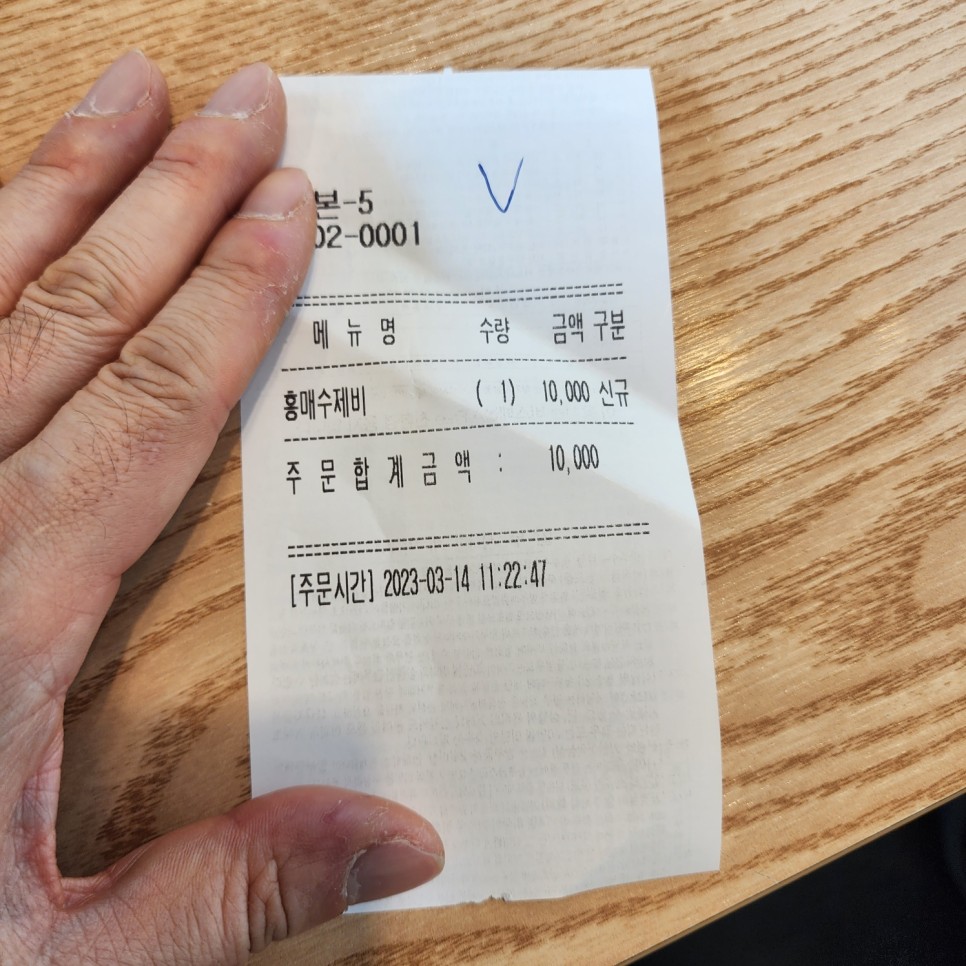 본-5
02-0001
메 뉴 명 수량 금액 구분
홍매수제비 ( 1) 10,000 신규
주 문 합 계 금 액 : 10,000
[주문시간] 2023-03-14 11:22:47